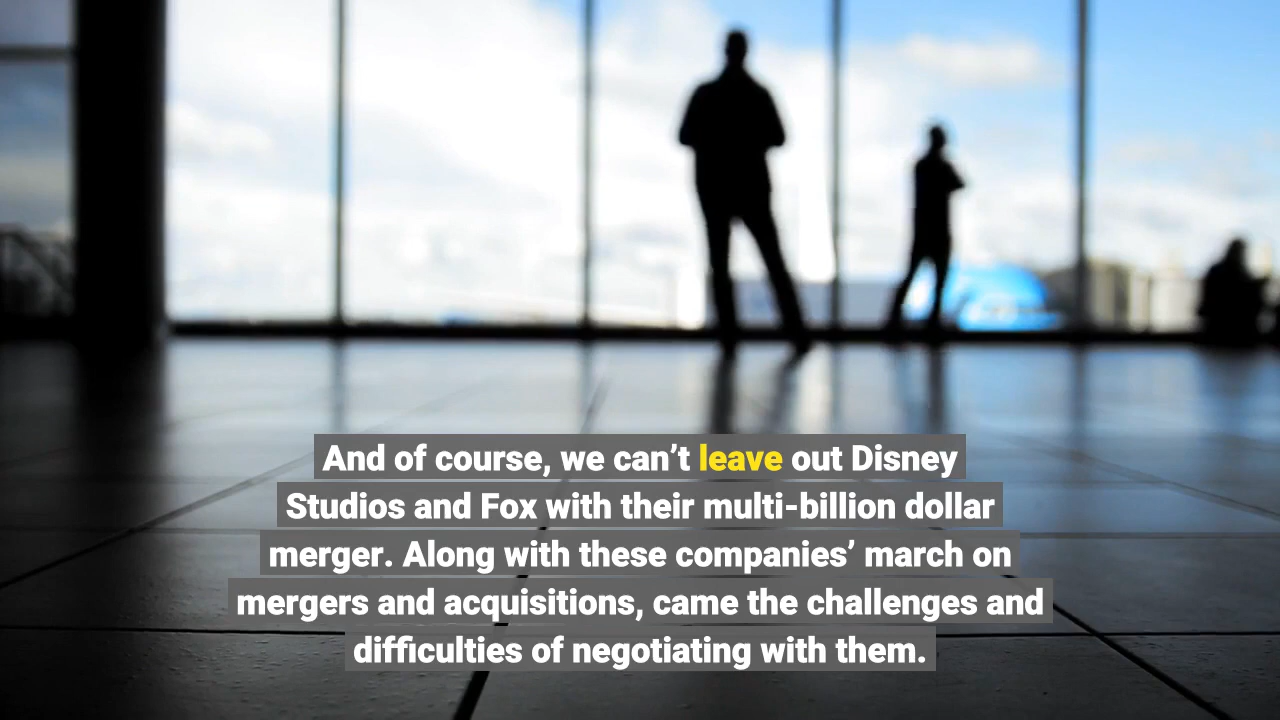 And of course, we can’t leave out Disney
Studios and Fox with their multi-billion dollar
merger. Along with these companies’ march on
mergers and acquisitions, came the challenges and
difficulties of negotiating with them.